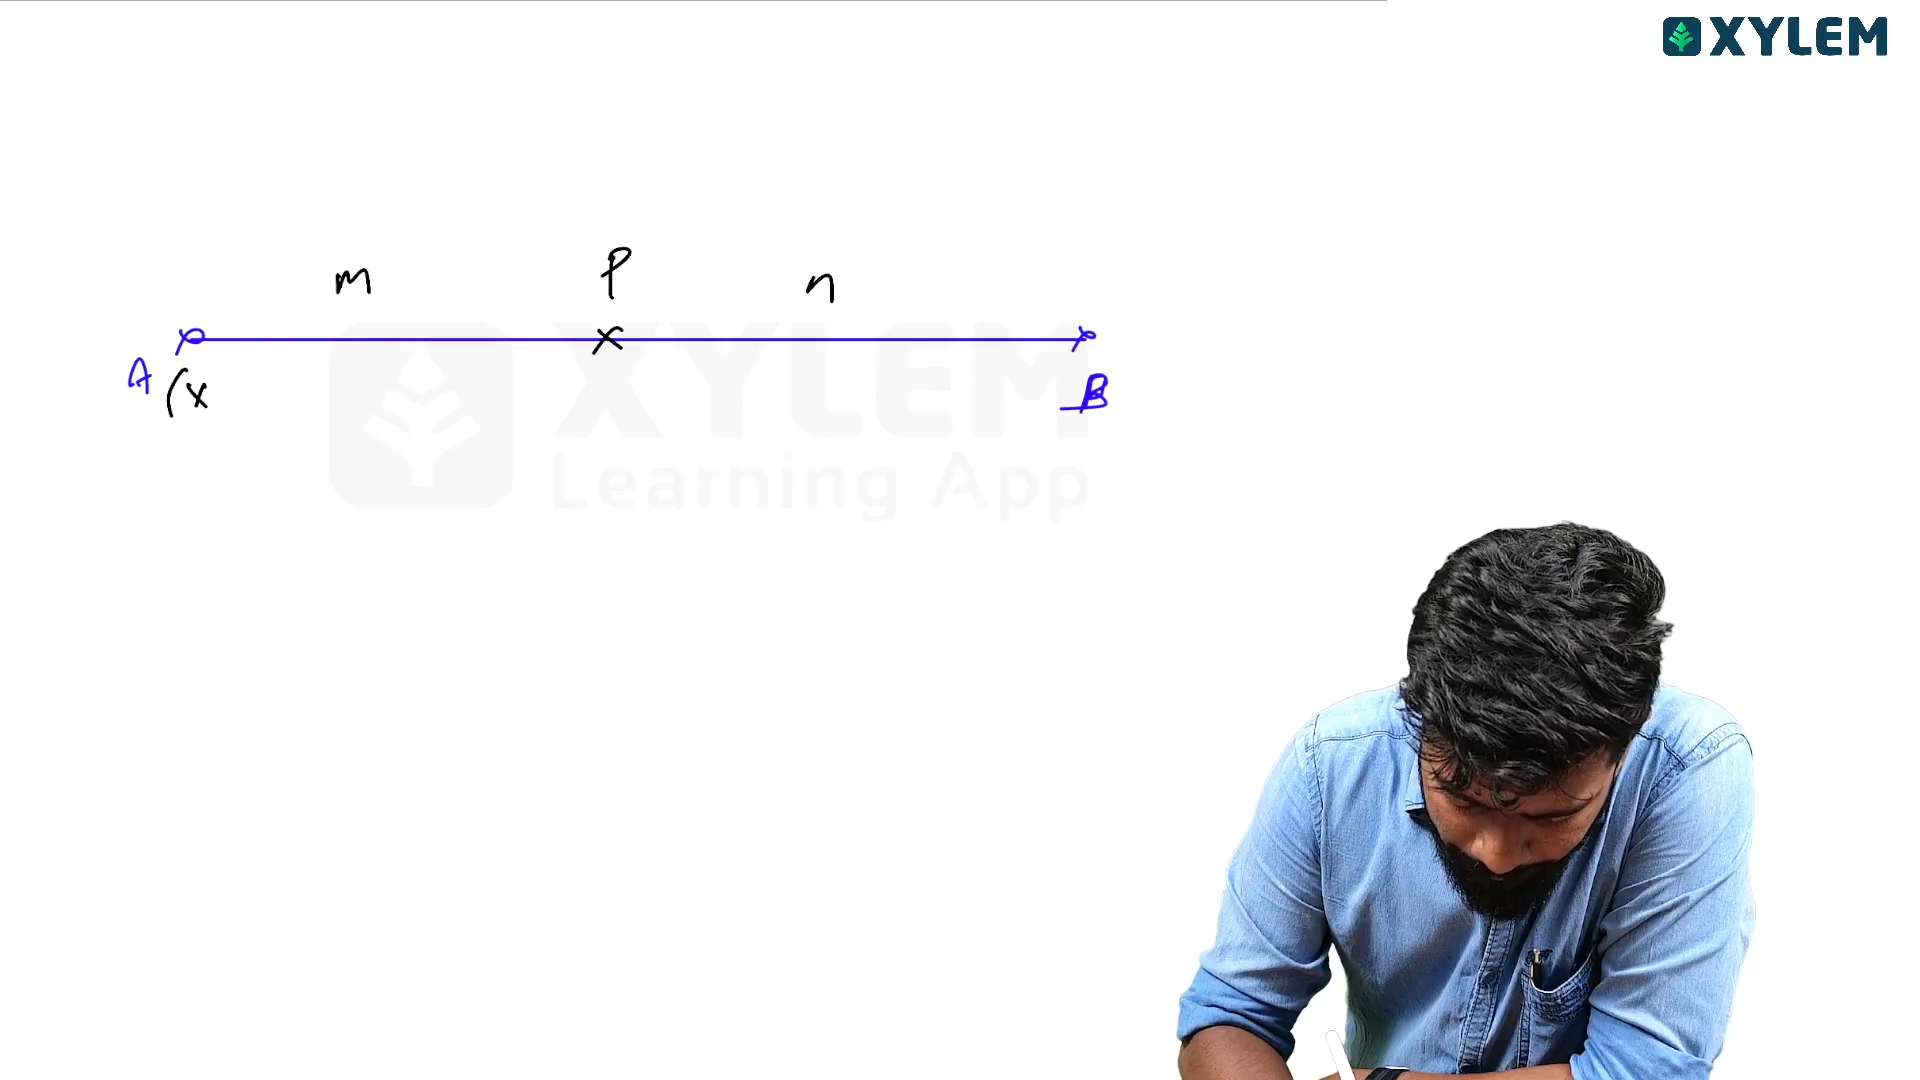 XYLEM
m P n
A (x B
XYLEM
Learning App